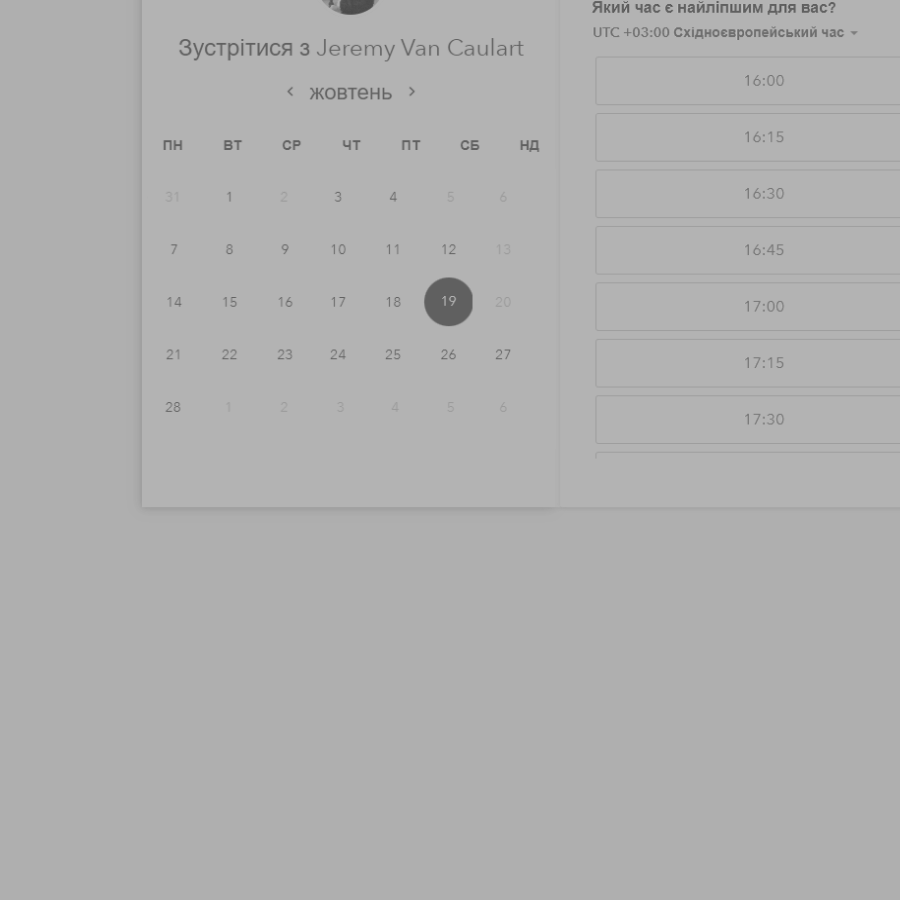 Зустрітися з Jeremy Van Caulart
жовтень
ПН ВТ СР ЧТ ПТ СБ НД
31 1 2 3 4 5 6
7 8 9 10 11 12 13
14 15 16 17 18 19 20
21 22 23 24 25 26 27
28 1 2 3 4 5 6
Який час є найліпшим для вас?
UTC +03:00 Східноєвропейський час
16:00
16:15
16:30
16:45
17:00
17:15
17:30